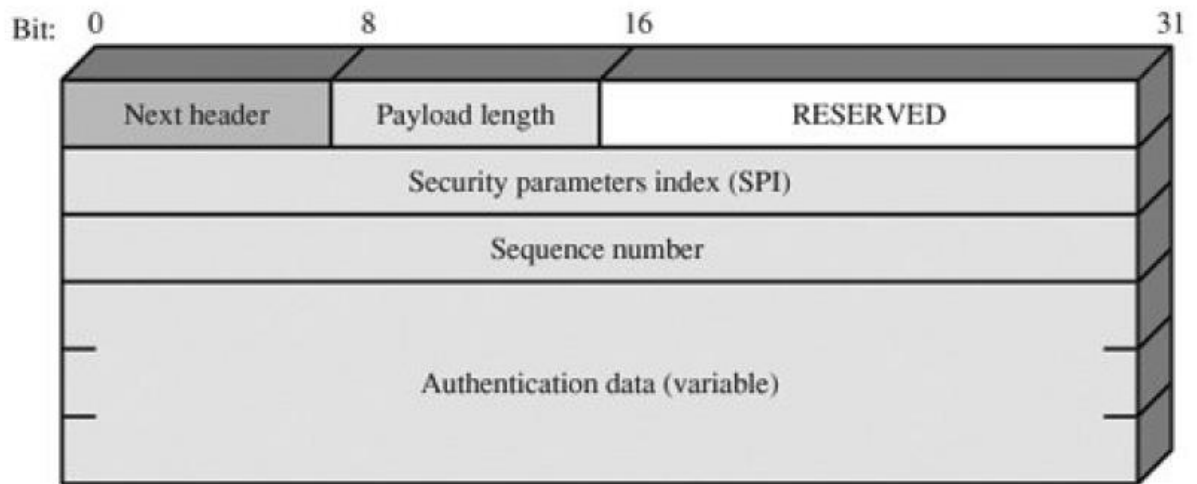 Bit: 0 8 16 31
Next header Payload length RESERVED
Security parameters index (SPI)
Sequence number
Authentication data (variable)